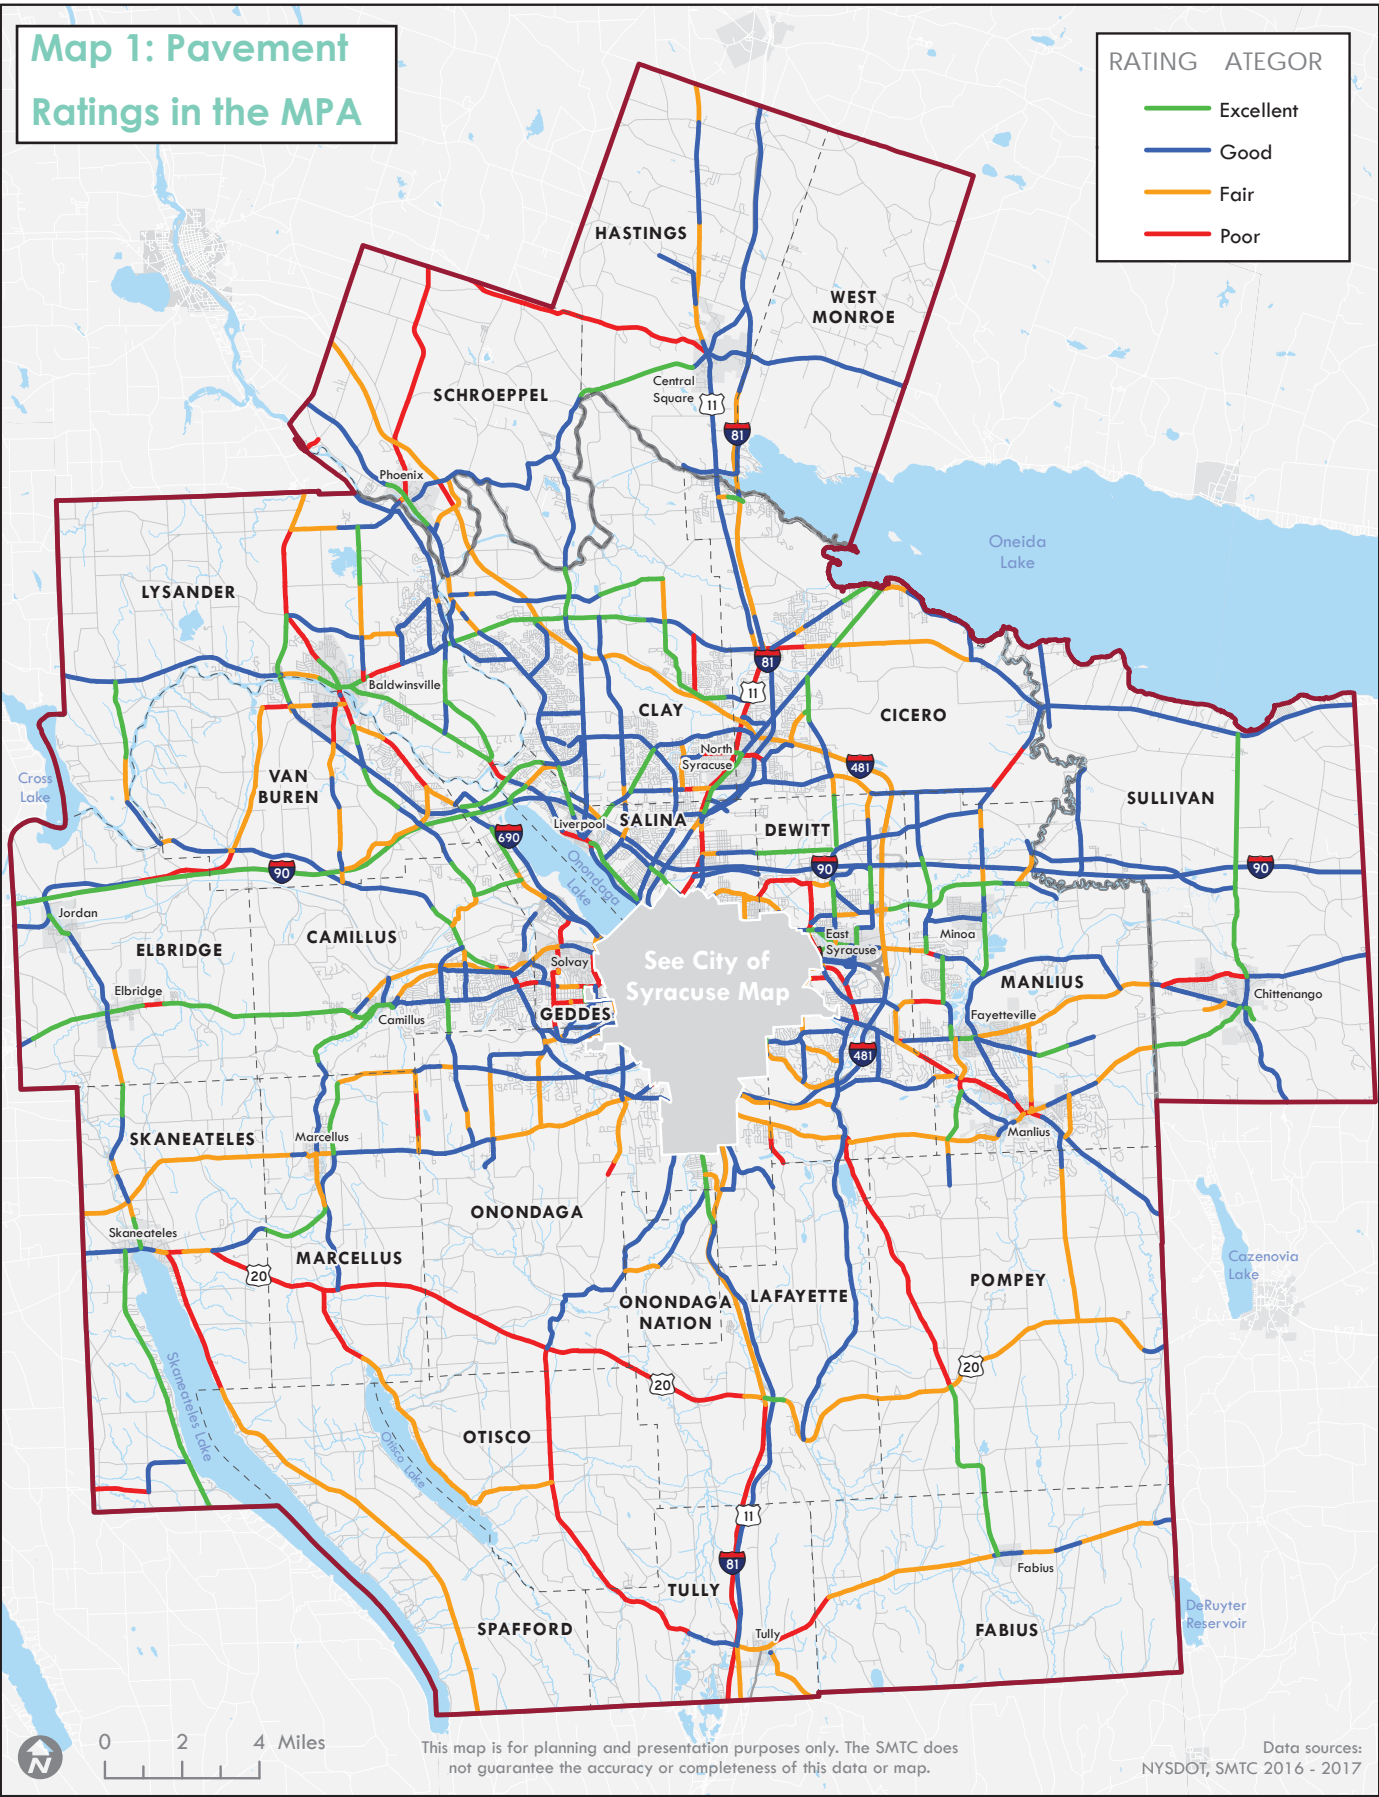 Map 1: Pavement
Ratings in the MPA
RATING ATEGOR
Excellent
Good
Fair
Poor
HASTINGS
WEST
MONROE
SCHROEPPEL
Central
Square
11
81
Phoenix
Oneida
Lake
LYSANDER
81
11
Baldwinsville
CLAY
CICERO
North
Syracuse
481
Cross
Lake
VAN
BUREN
SULLIVAN
Liverpool
SALINA
DEWITT
690
90
90
90
Onondaga
Lake
Jordan
ELBRIDGE
CAMILLUS
East
Syracuse
Minoa
Solvay
See City of
Syracuse Map
MANLIUS
Elbridge
Chittenango
Camillus
GEDDES
Fayetteville
481
SKANEATELES
Marcellus
Manlius
ONONDAGA
Skaneateles
MARCELLUS
20
Cazenovia
Lake
POMPEY
ONONDAGA
NATION
LAFAYETTE
20
20
Skaneateles Lake
Otisco Lake
OTISCO
11
81
Fabius
TULLY
DeRuyter
Reservoir
SPAFFORD
Tully
FABIUS
0 2 4 Miles
N
This map is for planning and presentation purposes only. The SMTC does
not guarantee the accuracy or completeness of this data or map.
Data sources:
NYSDOT, SMTC 2016 - 2017